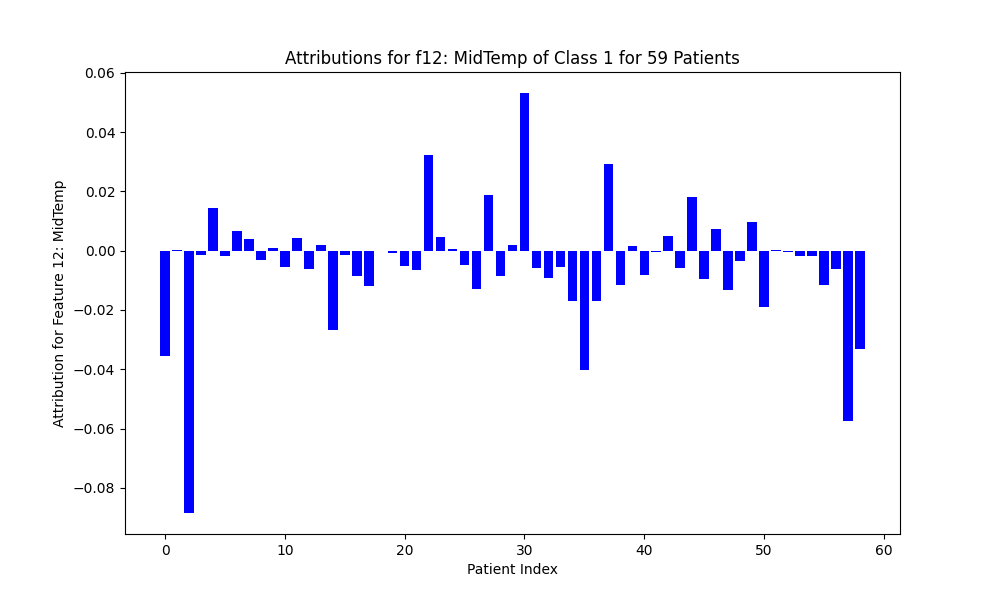 Attributions for f12: MidTemp of Class 1 for 59 Patients
Attribution for Feature 12: MidTemp
0.06
0.04
0.02
0.00
−0.02
−0.04
−0.06
−0.08
0 10 20 30 40 50 60
Patient Index